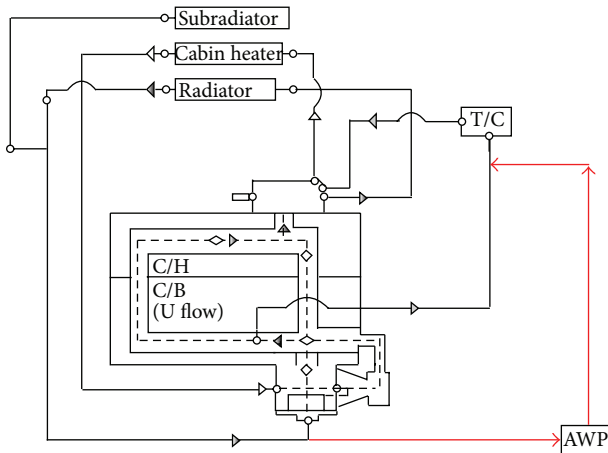 Subradiator
Cabin heater
Radiator
T/C
C/H
C/B
(U flow)
AWP